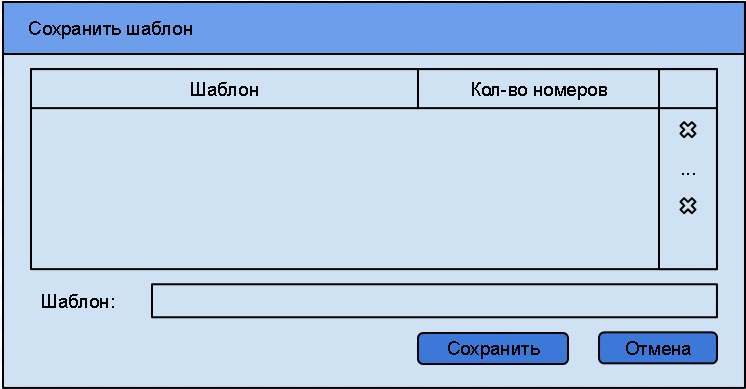 Сохранить шаблон
Шаблон Кол-во номеров
...
Шаблон:
Сохранить Отмена